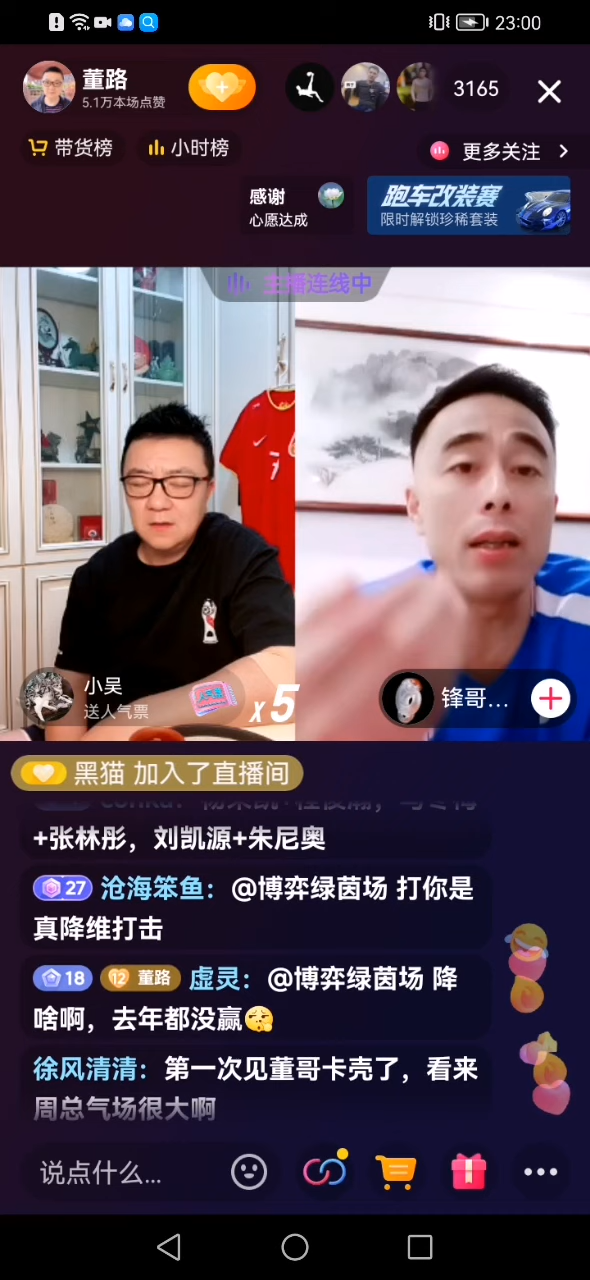 23:00
董路
5.1万本场点赞
3165
带货榜
小时榜
更多关注
感谢
心愿达成
跑车改装赛
限时解锁珍稀套装
主播连线中
7
小吴
送人气票
x5
锋哥...
黑猫 加入了直播间
+张林彤，刘凯源+朱尼奥
27 沧海笨鱼：@博弈绿茵场 打你是
真降维打击
18 12 董路 虚灵：@博弈绿茵场 降
啥啊，去年都没赢
徐风清清：第一次见董哥卡壳了，看来
周总气场很大啊
说点什么...